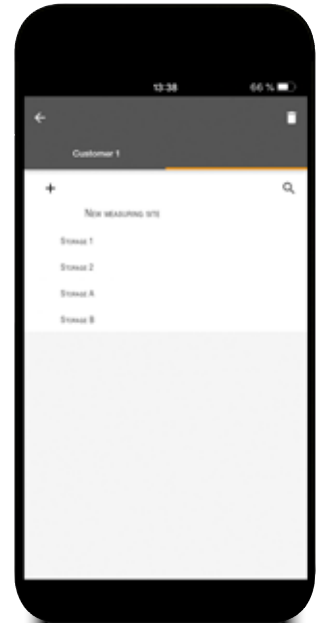 13:38 66 %
Customer 1
New measuring site
Storage 1
Storage 2
Storage A
Storage B